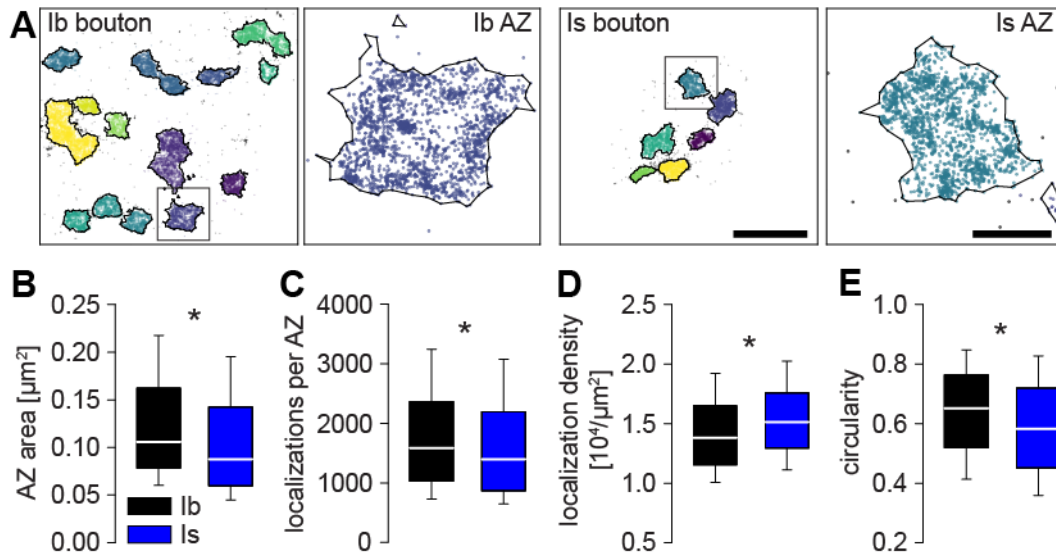 A
Ib bouton
Ib AZ
Is bouton
Is AZ
B
AZ area [µm²]
0.25
0.20
0.15
0.10
0.05
0.00
*
Ib
Is
C
localizations per AZ
4000
3000
2000
1000
0
*
D
localization density
[10⁴/µm²]
2.5
2.0
1.5
1.0
0.5
*
E
circularity
1.0
0.8
0.6
0.4
0.2
*